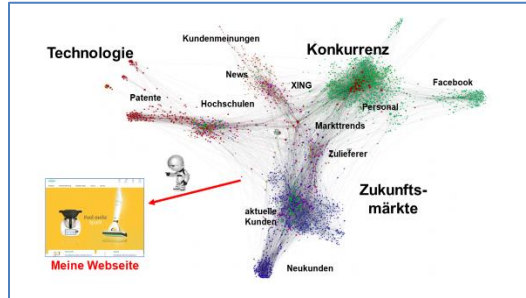 Kundenmeinungen
Technologie
Konkurrenz
News
XING
Facebook
Patente
Hochschulen
Personal
Markttrends
Zulieferer
Zukunfts-
märkte
aktuelle
Kunden
Meine Webseite
Neukunden